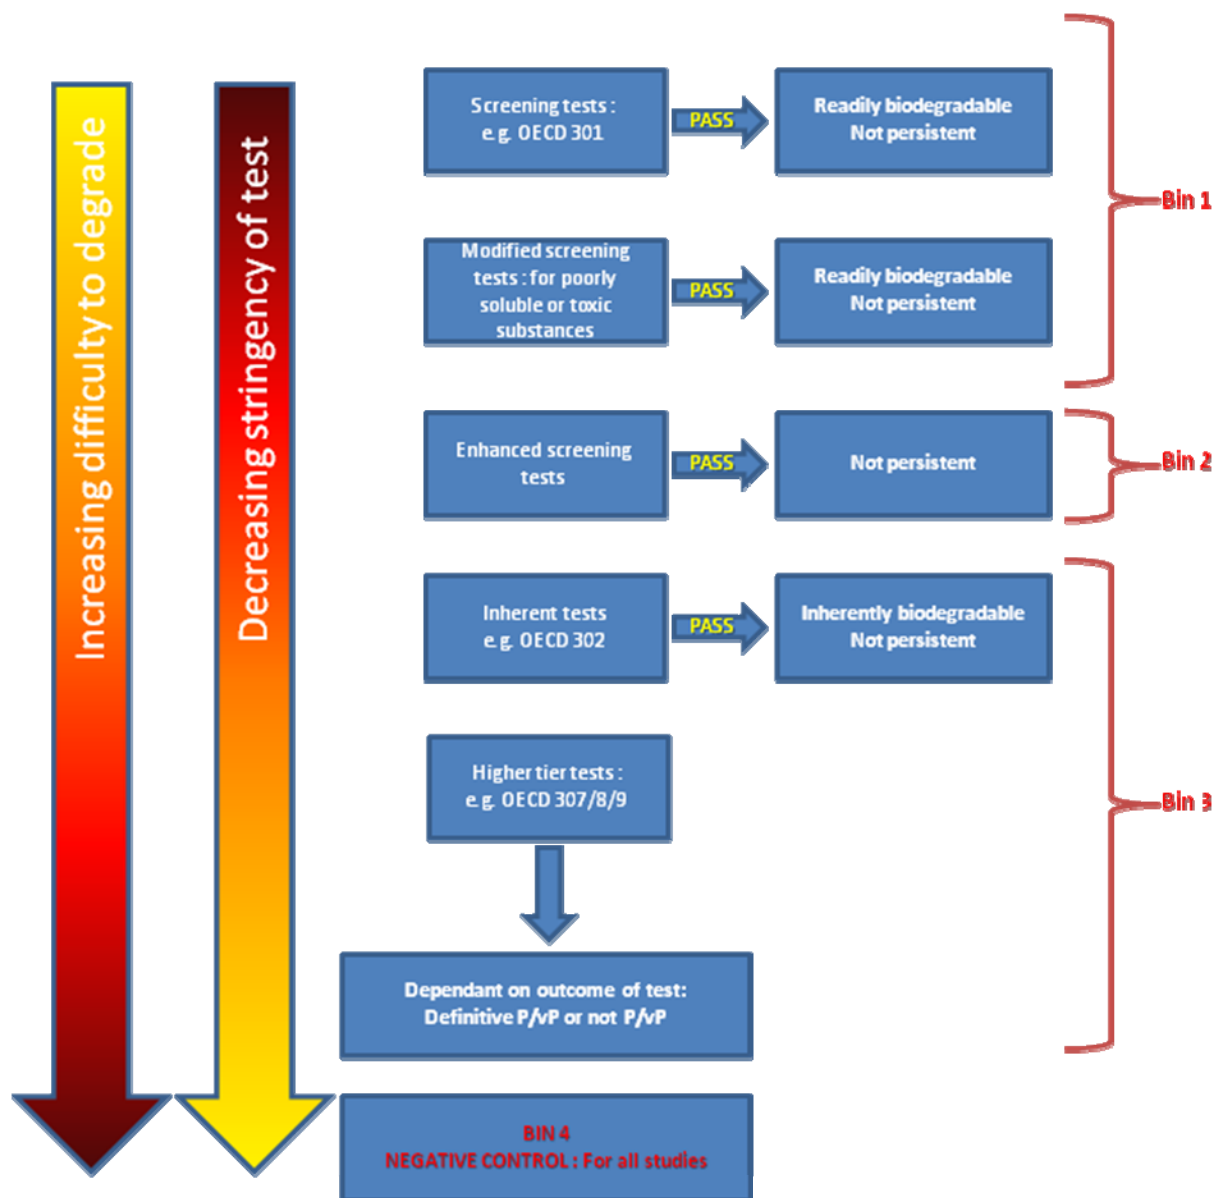 Increasing difficulty to degrade
Decreasing stringency of test
Screening tests :
e.g. OECD 301
PASS
Readily biodegradable
Not persistent
Bin 1
Modified screening
tests : for poorly
soluble or toxic
substances
PASS
Readily biodegradable
Not persistent
Enhanced screening
tests
PASS
Not persistent
Bin 2
Inherent tests
e.g. OECD 302
PASS
Inherently biodegradable
Not persistent
Higher tier tests :
e.g. OECD 307/8/9
Bin 3
Dependant on outcome of test:
Definitive P/vP or not P/vP
BIN 4
NEGATIVE CONTROL : For all studies